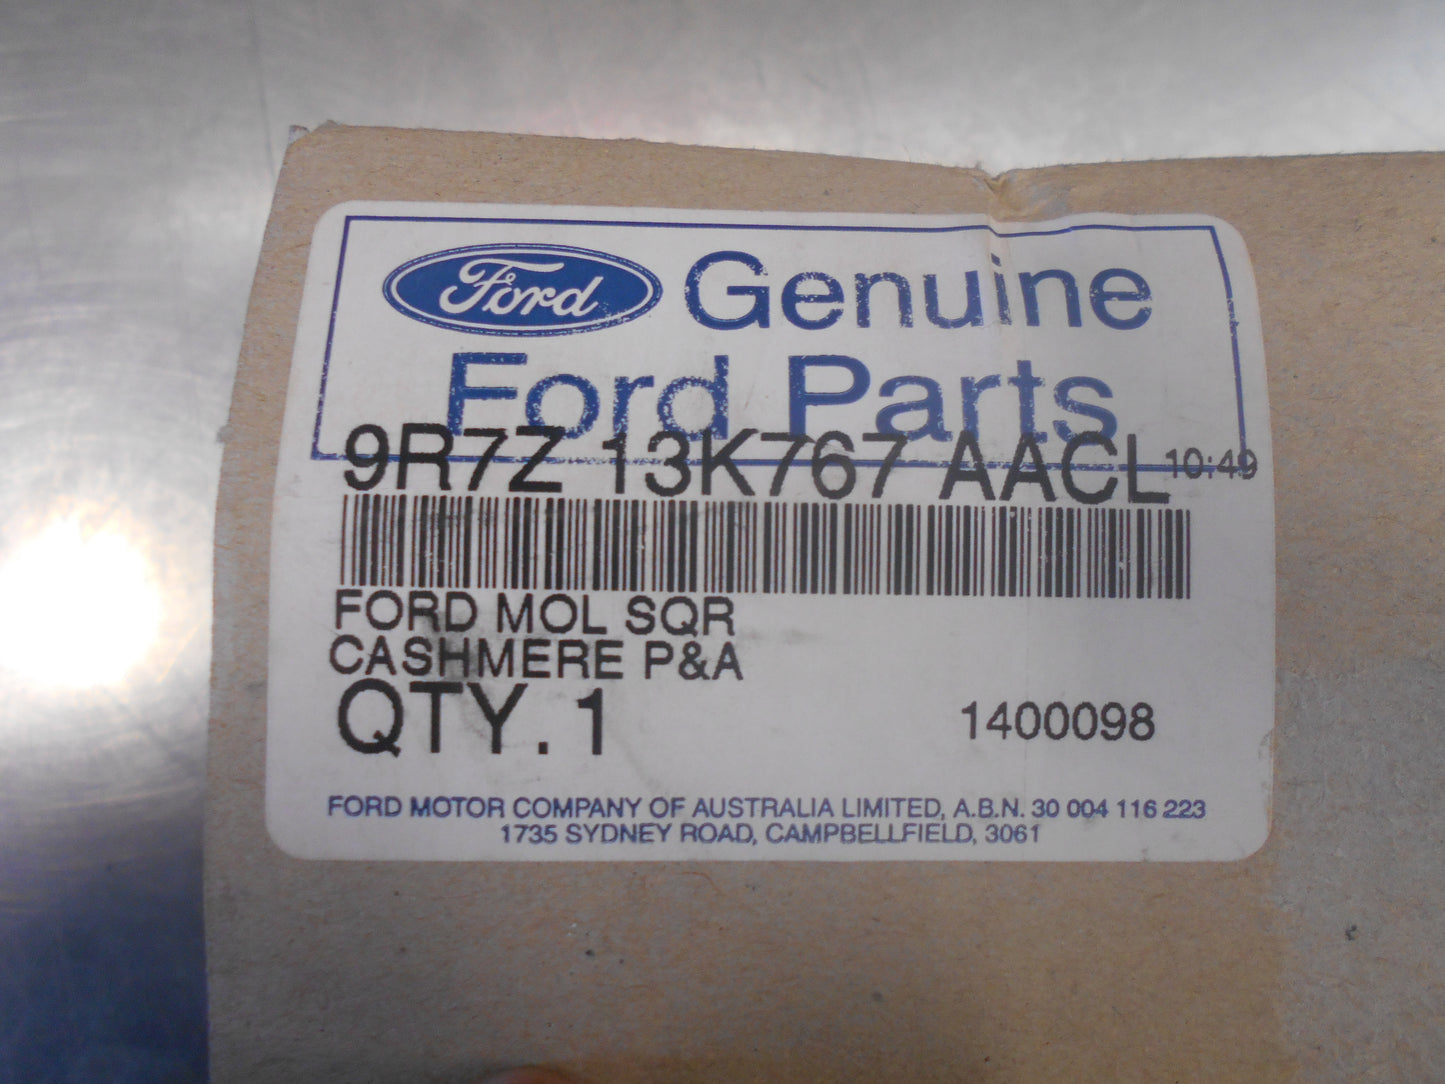 Ford Genuine
Ford Parts
9R7Z 13K767 AACL 10:49
FORD MOL SQR
CASHMERE P&A
QTY. 1 1400098
FORD MOTOR COMPANY OF AUSTRALIA LIMITED, A.B.N. 30 004 116 223
1735 SYDNEY ROAD, CAMPBELLFIELD, 3061